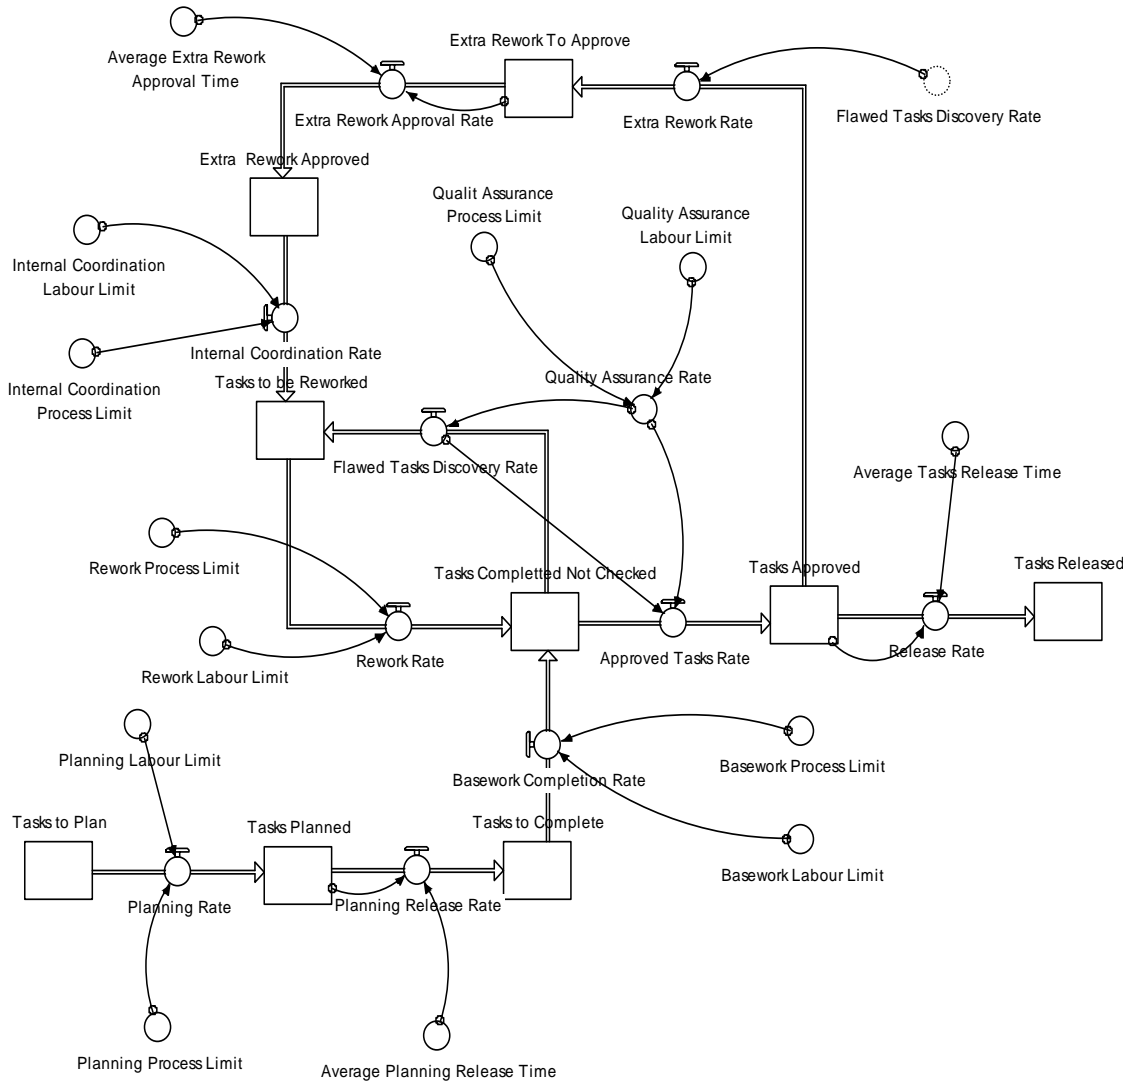 Extra Rework To Approve
Average Extra Rework
Approval Time
Extra Rework Approval Rate
Extra Rework Rate
Flawed Tasks Discovery Rate
Extra Rework Approved
Qualit Assurance
Process Limit
Quality Assurance
Labour Limit
Internal Coordination
Labour Limit
Internal Coordination Rate
Internal Coordination
Process Limit
Tasks to be Reworked
Quality Assurance Rate
Flawed Tasks Discovery Rate
Average Tasks Release Time
Rework Process Limit
Tasks Completted Not Checked
Tasks Approved
Tasks Released
Rework Rate
Approved Tasks Rate
Release Rate
Rework Labour Limit
Planning Labour Limit
Basework Completion Rate
Basework Process Limit
Tasks to Plan
Tasks Planned
Tasks to Complete
Basework Labour Limit
Planning Rate
Planning Release Rate
Planning Process Limit
Average Planning Release Time